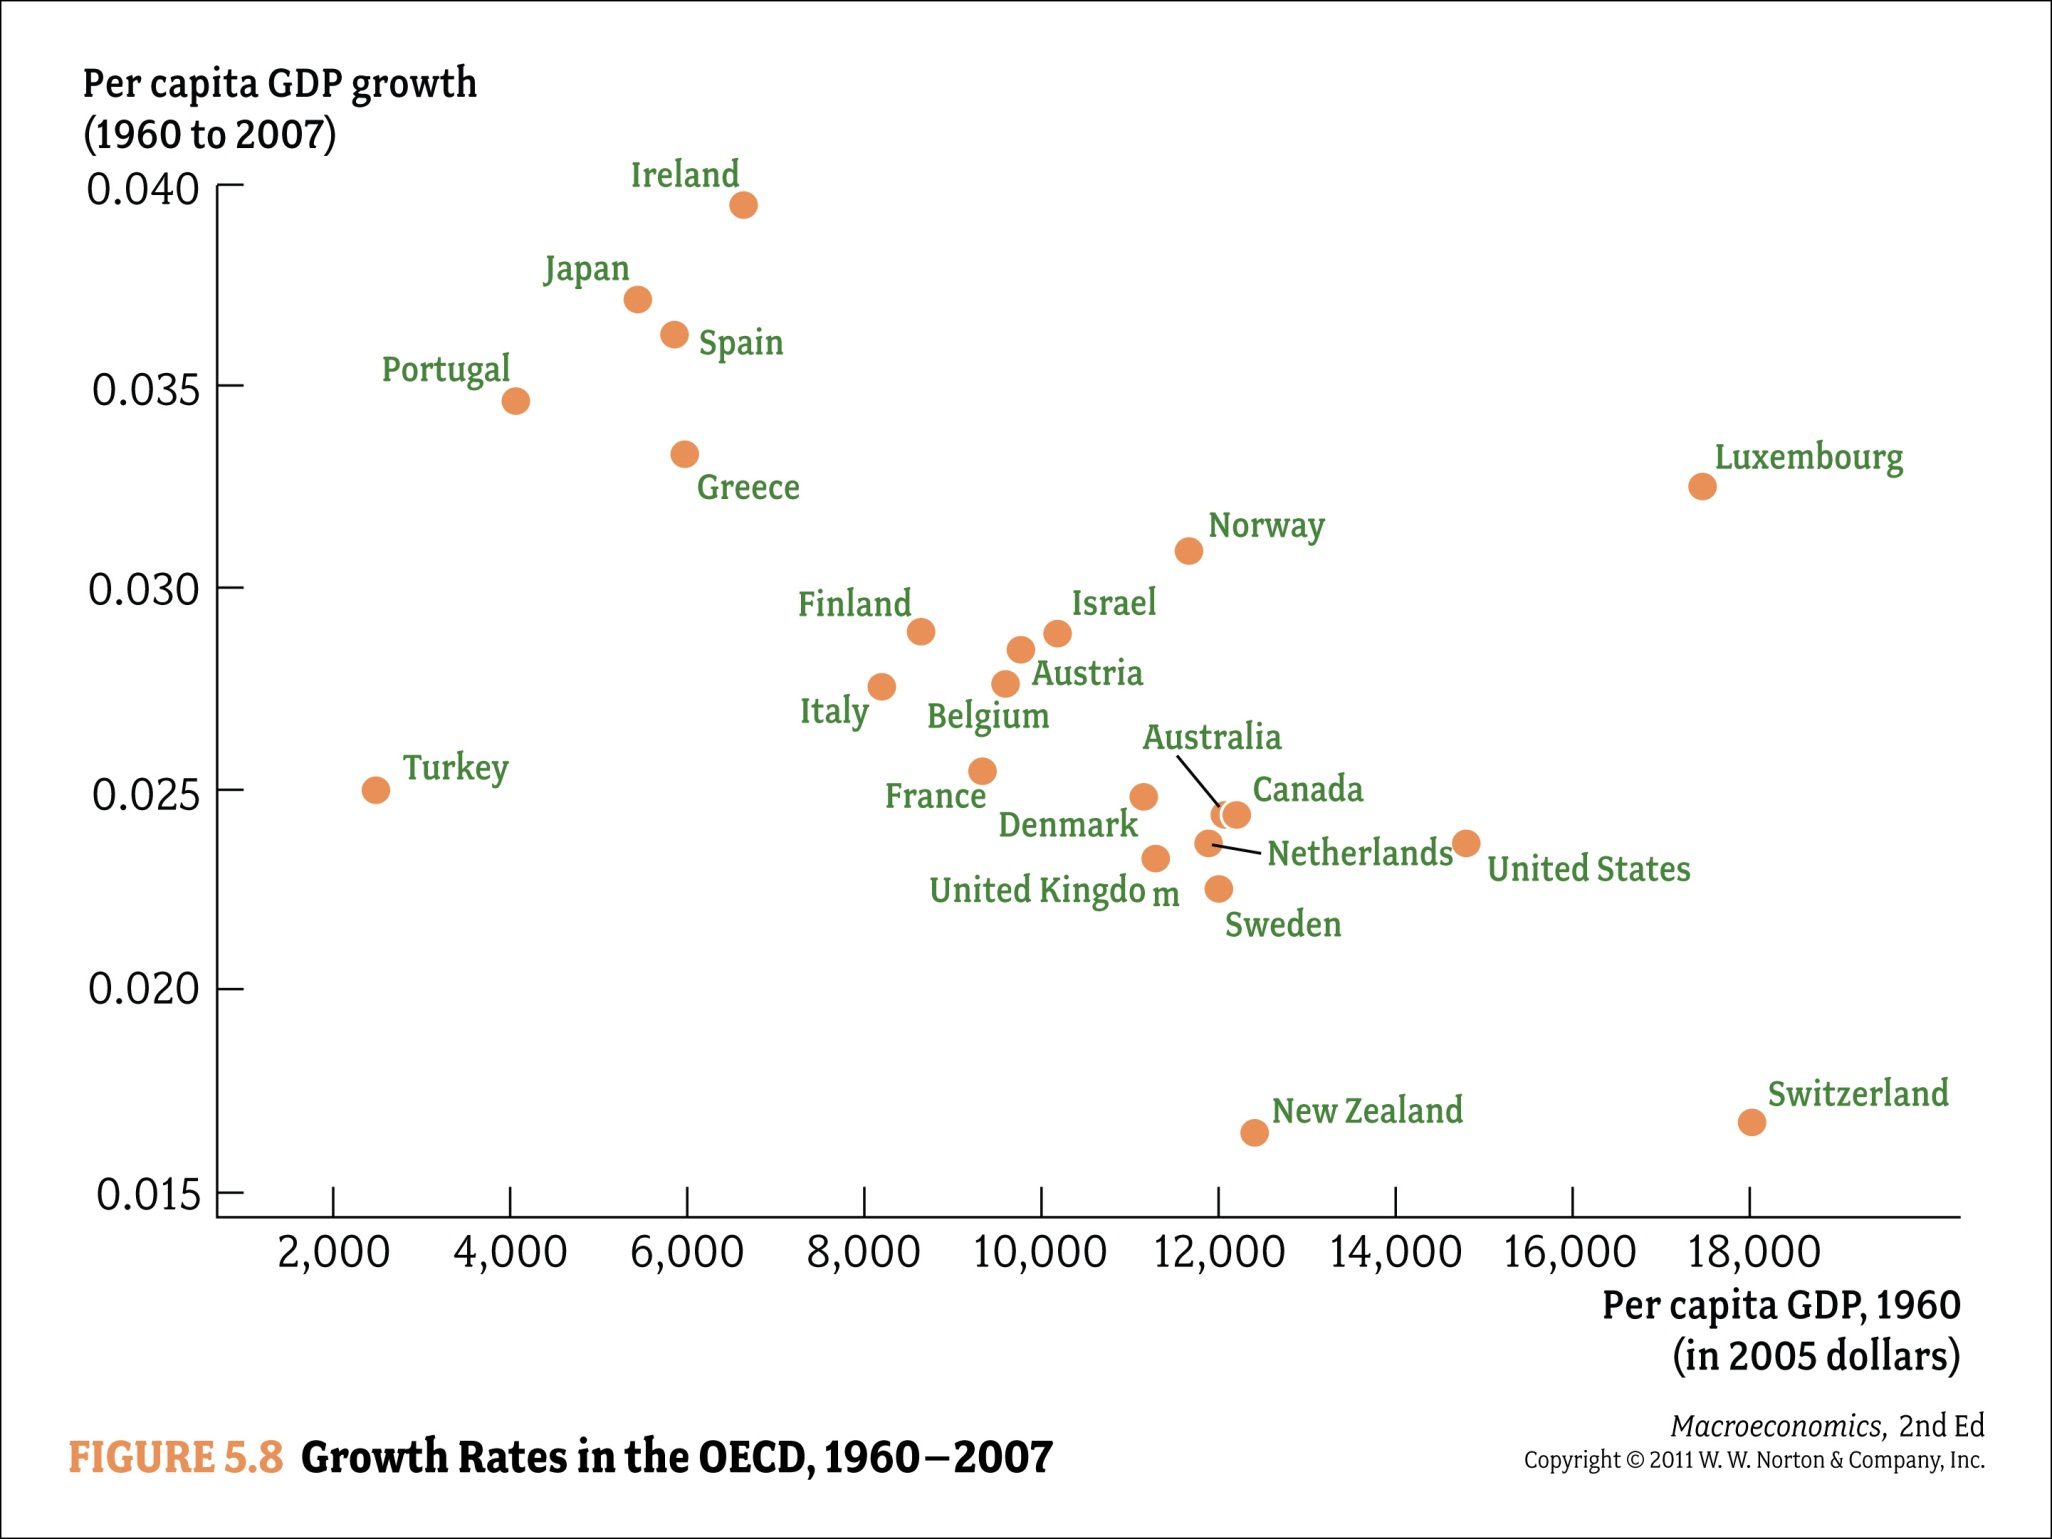 Per capita GDP growth
(1960 to 2007)
0.040
Ireland
Japan
Spain
Portugal
0.035
Luxembourg
Greece
Norway
0.030
Finland
Israel
Austria
Italy
Belgium
Australia
Turkey
0.025
France
Canada
Denmark
Netherlands
United States
United Kingdo m
Sweden
0.020
Switzerland
New Zealand
0.015
2,000 4,000 6,000 8,000 10,000 12,000 14,000 16,000 18,000
Per capita GDP, 1960
(in 2005 dollars)
Macroeconomics, 2nd Ed
FIGURE 5.8 Growth Rates in the OECD, 1960–2007
Copyright © 2011 W. W. Norton & Company, Inc.